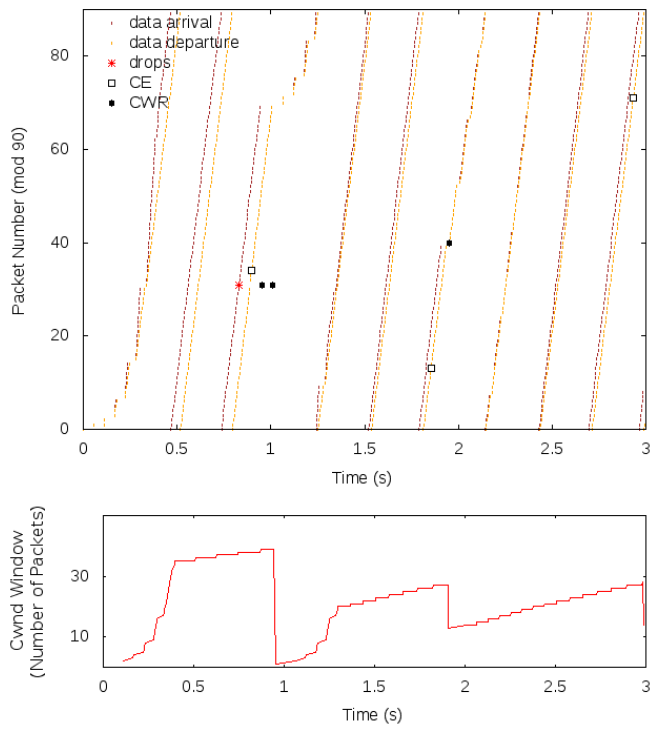 data arrival
data departure
drops
CE
CWR
80
60
40
20
0
Packet Number (mod 90)
0 0.5 1 1.5 2 2.5 3
Time (s)
30
10
Cwnd Window
(Number of Packets)
0 0.5 1 1.5 2 2.5 3
Time (s)